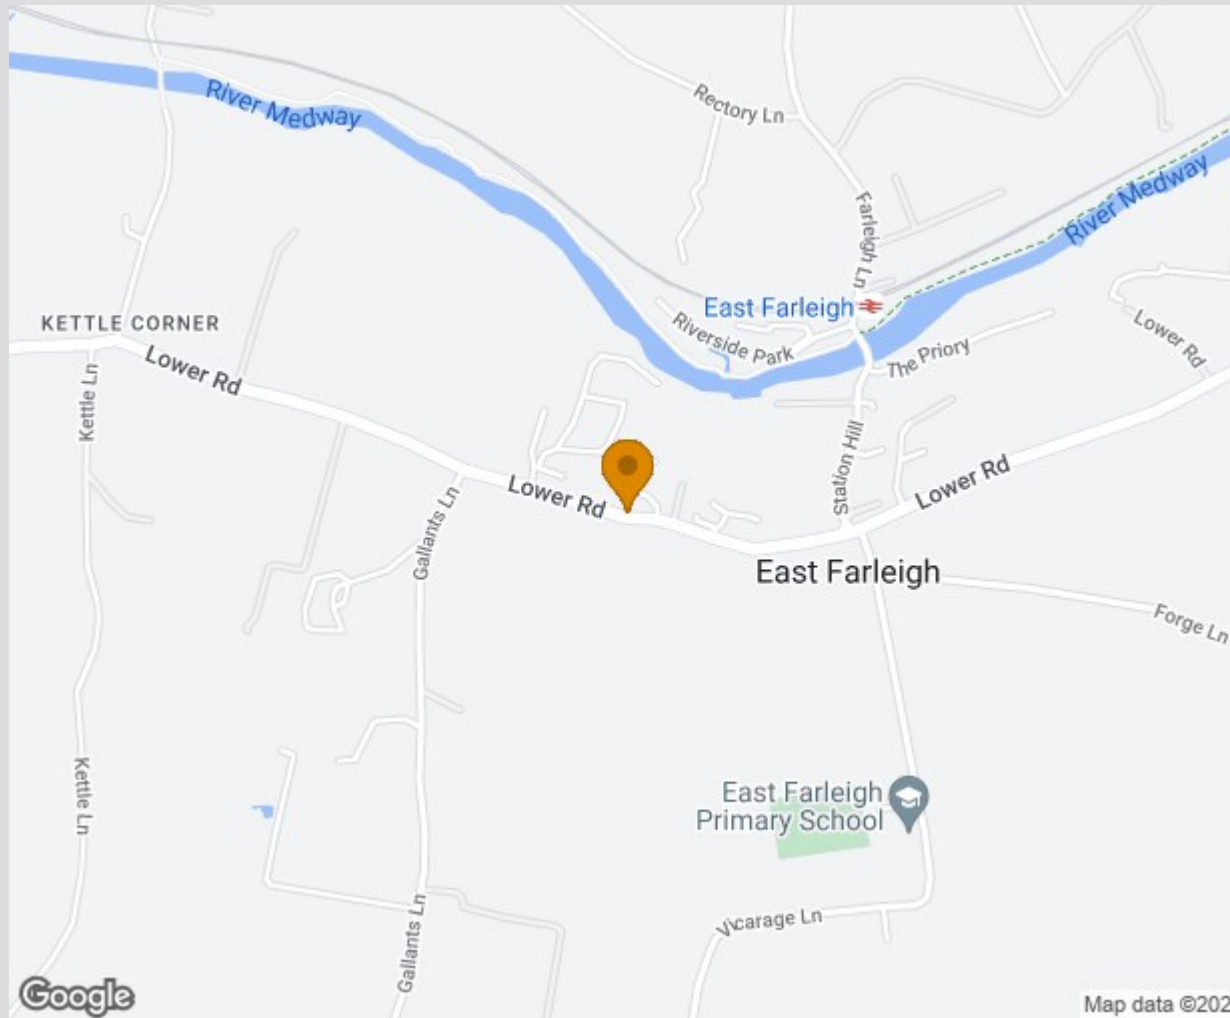 River Medway
Rectory Ln
Farleigh Ln
River Medway
East Farleigh
Riverside Park
The Priory
Lower Rd
KETTLE CORNER
Lower Rd
Kettle Ln
Station Hill
Lower Rd
Lower Rd
Gallants Ln
East Farleigh
Forge Ln
Kettle Ln
East Farleigh
Primary School
Gallants Ln
Vicarage Ln
Google
Map data ©202